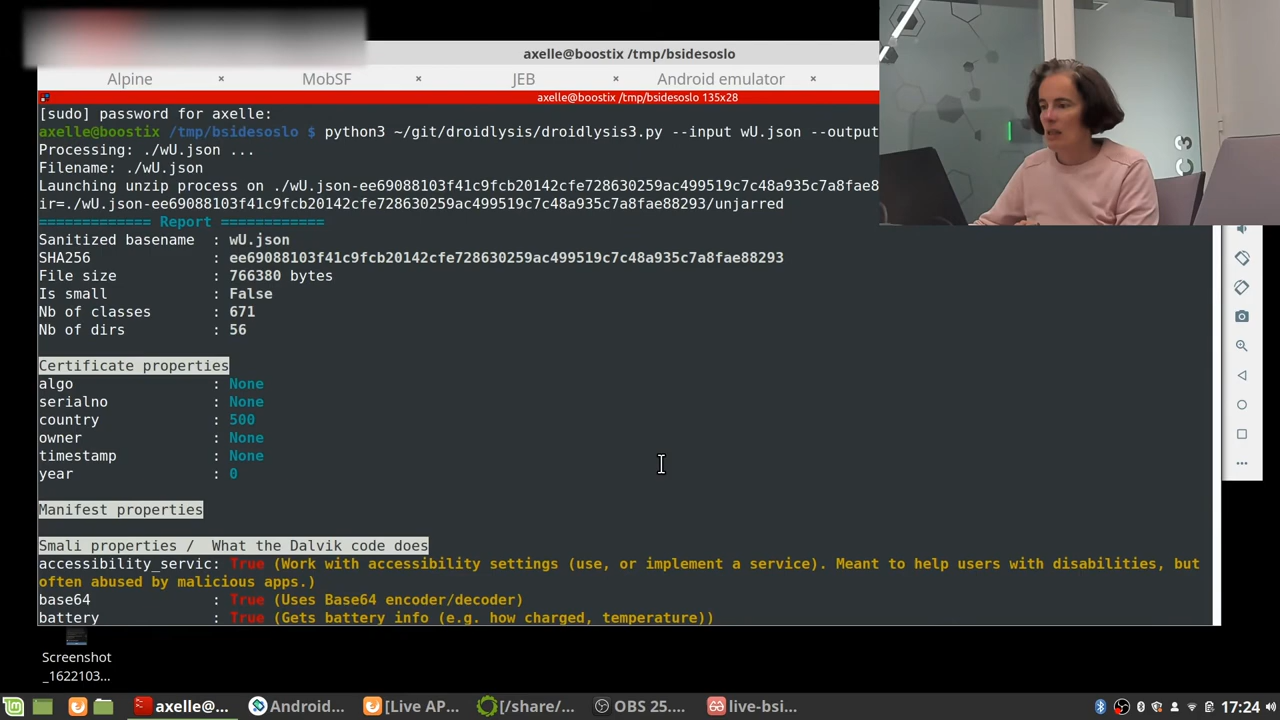 axelle@boostix /tmp/bsidesoslo
Alpine × MobSF × JEB × Android emulator ×
axelle@boostix /tmp/bsidesoslo 135x28
[sudo] password for axelle:
axelle@boostix /tmp/bsidesoslo $ python3 ~/git/droidlysis/droidlysis3.py --input wU.json --output
Processing: ./wU.json ...
Filename: ./wU.json
Launching unzip process on ./wU.json-ee69088103f41c9fcb20142cfe728630259ac499519c7c48a935c7a8fae8
ir=./wU.json-ee69088103f41c9fcb20142cfe728630259ac499519c7c48a935c7a8fae88293/unjarred
============= Report ============
Sanitized basename : wU.json
SHA256 : ee69088103f41c9fcb20142cfe728630259ac499519c7c48a935c7a8fae88293
File size : 766380 bytes
Is small : False
Nb of classes : 671
Nb of dirs : 56
Certificate properties
algo : None
serialno : None
country : 500
owner : None
timestamp : None
year : 0
Manifest properties
Smali properties / What the Dalvik code does
accessibility_servic: True (Work with accessibility settings (use, or implement a service). Meant to help users with disabilities, but
often abused by malicious apps.)
base64 : True (Uses Base64 encoder/decoder)
battery : True (Gets battery info (e.g. how charged, temperature))
C3
Screenshot
_1622103...
axelle@... Android... [Live AP... [/share/... OBS 25.... live-bsi... 17:24